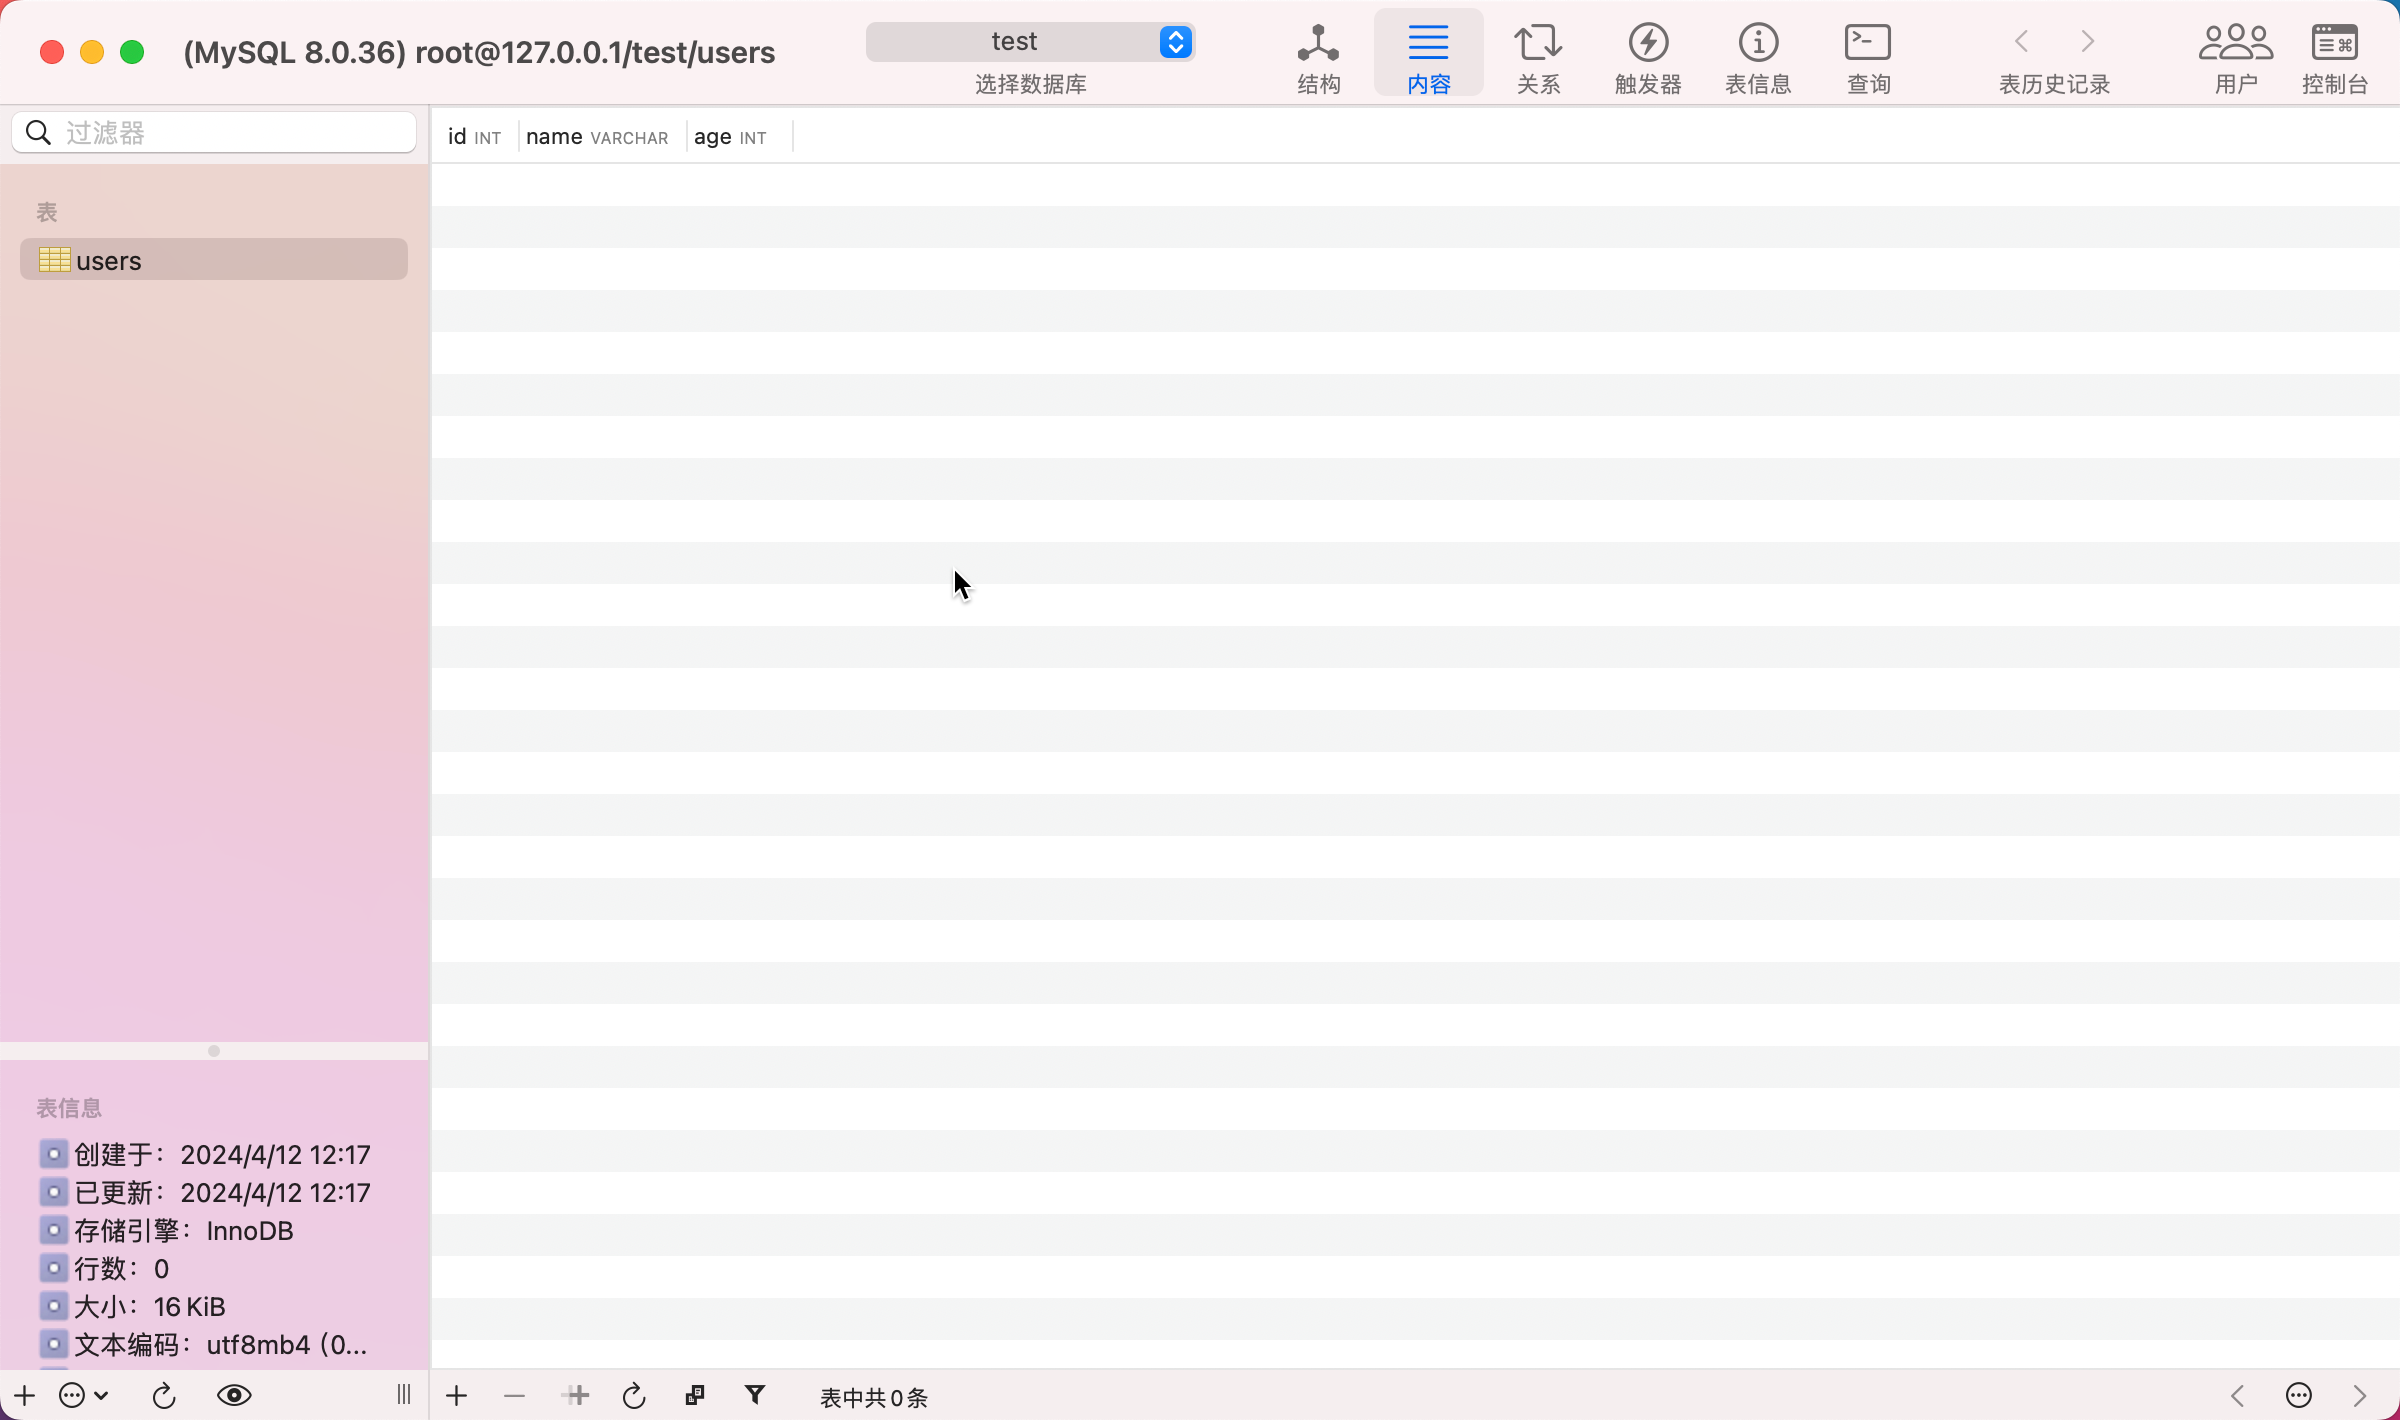 (MySQL 8.0.36) root@127.0.0.1/test/users
test
选择数据库
结构
内容
关系
触发器
表信息
查询
表历史记录
用户
控制台
过滤器
id INT
name VARCHAR
age INT
表
users
表信息
创建于：2024/4/12 12:17
已更新：2024/4/12 12:17
存储引擎：InnoDB
行数：0
大小：16 KiB
文本编码：utf8mb4 (0...
表中共 0 条